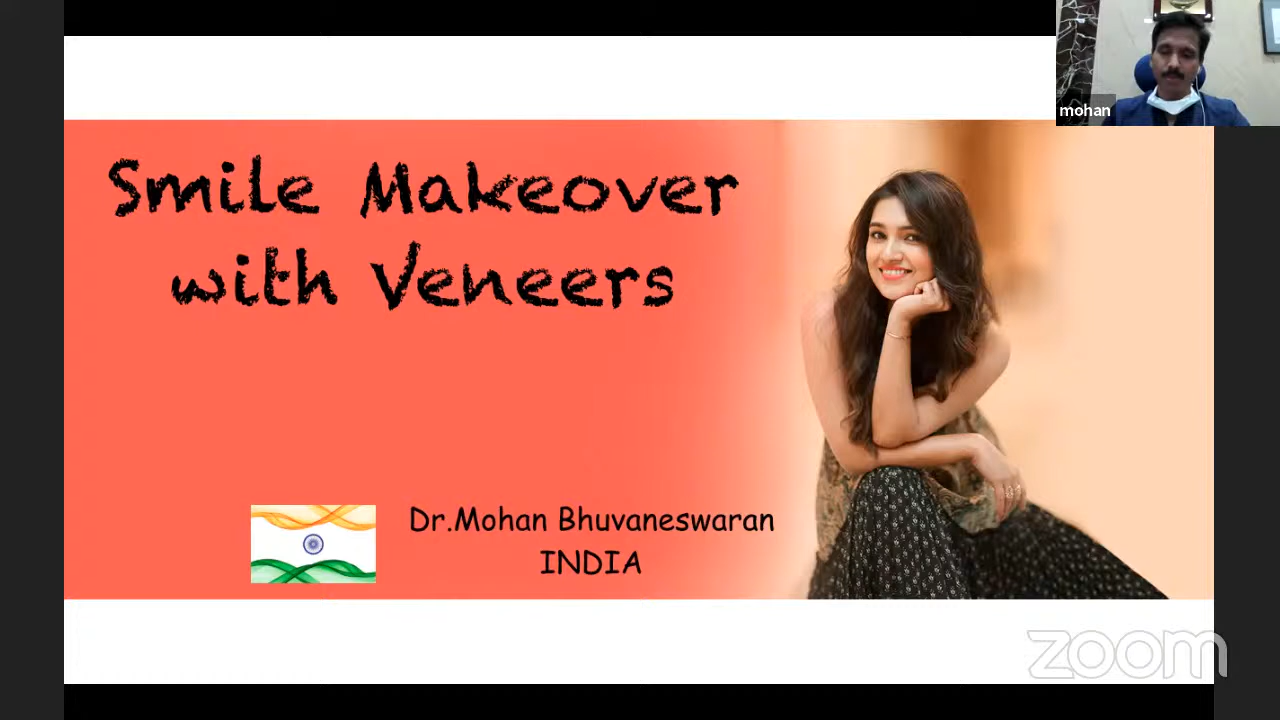 mohan
Smile Makeover
with Veneers
Dr.Mohan Bhuvaneswaran
INDIA
zoom